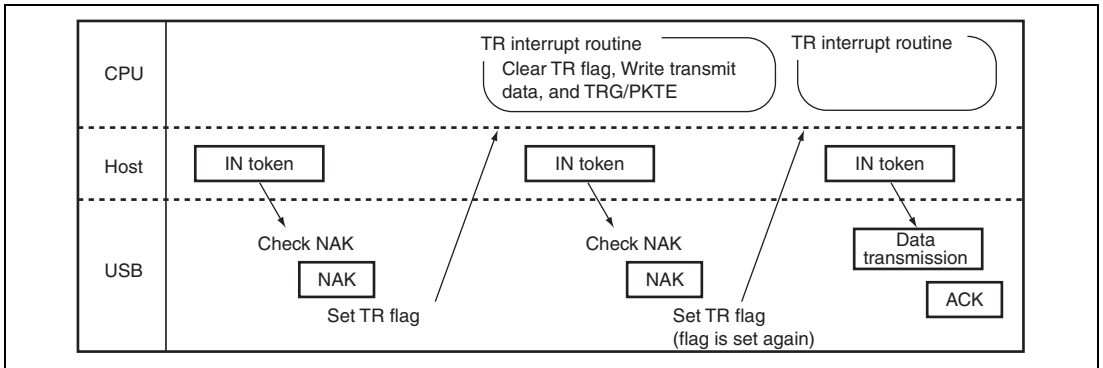 CPU
TR interrupt routine
Clear TR flag, Write transmit
data, and TRG/PKTE
TR interrupt routine
Host
IN token
IN token
IN token
USB
Check NAK
NAK
Set TR flag
Check NAK
NAK
Set TR flag
(flag is set again)
Data
transmission
ACK